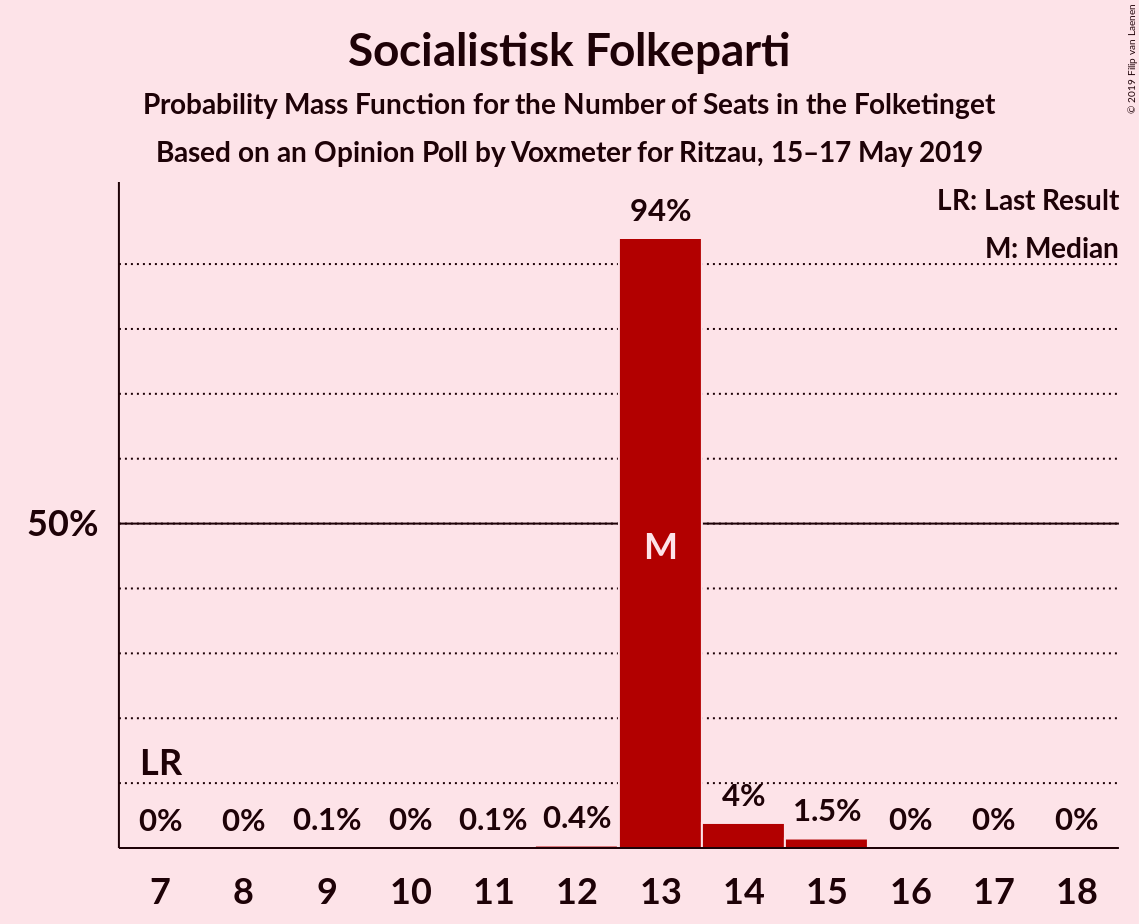 Socialistisk Folkeparti
Probability Mass Function for the Number of Seats in the Folketinget
Based on an Opinion Poll by Voxmeter for Ritzau, 15–17 May 2019
© 2019 Filip van Laenen
LR: Last Result
M: Median
94%
50%
M
LR
0% 0% 0.1% 0% 0.1% 0.4% 4% 1.5% 0% 0% 0%
7 8 9 10 11 12 13 14 15 16 17 18